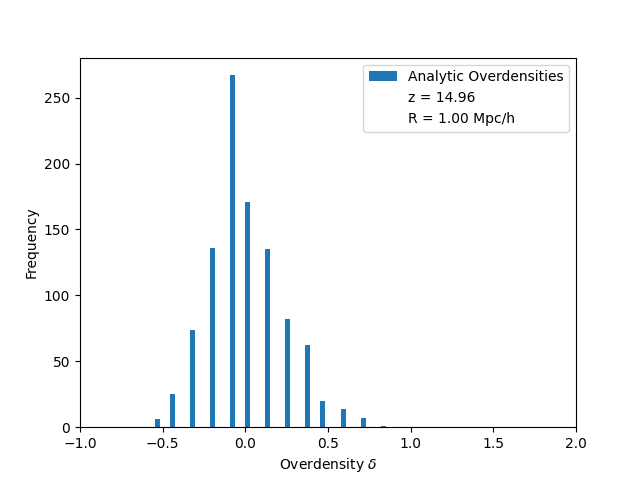 Analytic Overdensities
z = 14.96
R = 1.00 Mpc/h
Frequency
250
200
150
100
50
0
−1.0 −0.5 0.0 0.5 1.0 1.5 2.0
Overdensity δ